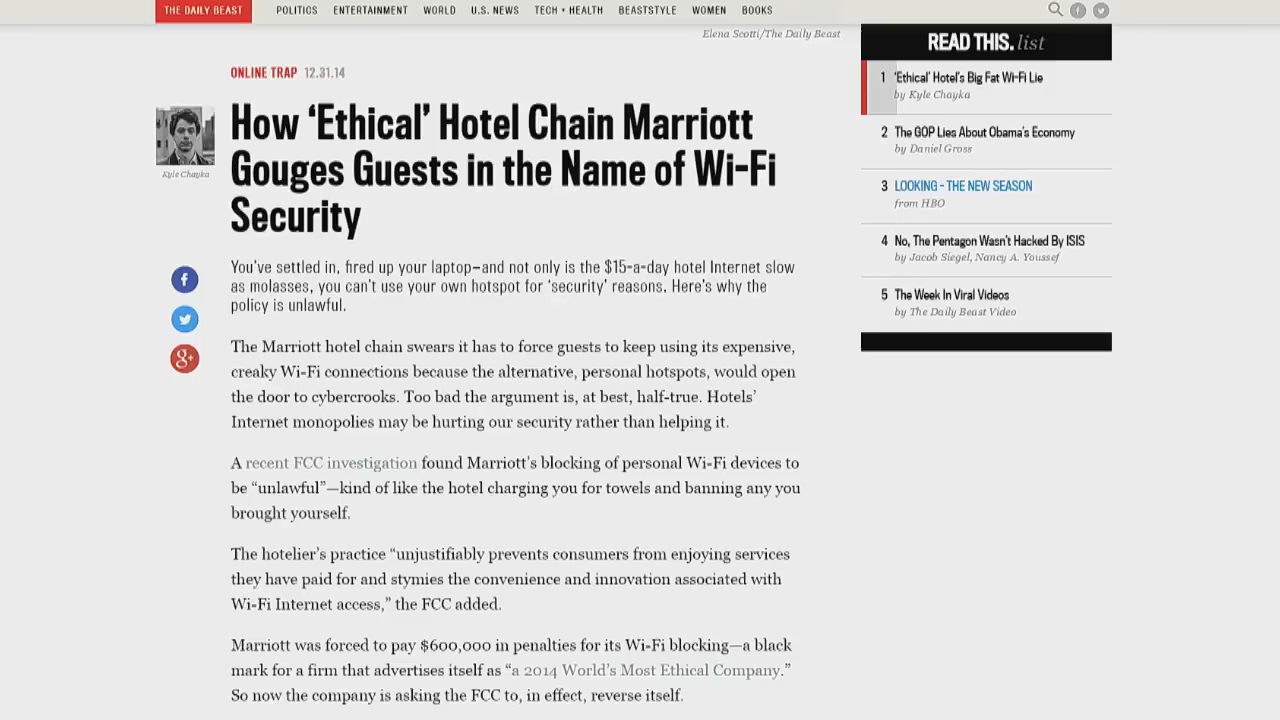 THE DAILY BEAST POLITICS ENTERTAINMENT WORLD U.S. NEWS TECH + HEALTH BEASTSTYLE WOMEN BOOKS
Elena Scotti/The Daily Beast
ONLINE TRAP 12.31.14
Kyle Chayka
How ‘Ethical’ Hotel Chain Marriott
Gouges Guests in the Name of Wi-Fi
Security
You’ve settled in, fired up your laptop—and not only is the $15-a-day hotel Internet slow
as molasses, you can’t use your own hotspot for ‘security’ reasons. Here’s why the
policy is unlawful.
f
g+
The Marriott hotel chain swears it has to force guests to keep using its expensive,
creaky Wi-Fi connections because the alternative, personal hotspots, would open
the door to cybercrooks. Too bad the argument is, at best, half-true. Hotels’
Internet monopolies may be hurting our security rather than helping it.
A recent FCC investigation found Marriott’s blocking of personal Wi-Fi devices to
be “unlawful”—kind of like the hotel charging you for towels and banning any you
brought yourself.
The hotelier’s practice “unjustifiably prevents consumers from enjoying services
they have paid for and stymies the convenience and innovation associated with
Wi-Fi Internet access,” the FCC added.
Marriott was forced to pay $600,000 in penalties for its Wi-Fi blocking—a black
mark for a firm that advertises itself as “a 2014 World’s Most Ethical Company.”
So now the company is asking the FCC to, in effect, reverse itself.
READ THIS. list
1 ‘Ethical’ Hotel’s Big Fat Wi-Fi Lie
by Kyle Chayka
2 The GOP Lies About Obama’s Economy
by Daniel Gross
3 LOOKING - THE NEW SEASON
from HBO
4 No, The Pentagon Wasn’t Hacked By ISIS
by Jacob Siegel, Nancy A. Youssef
5 The Week In Viral Videos
by The Daily Beast Video